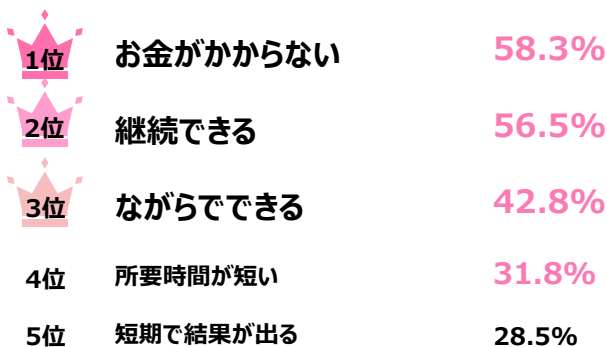 1位 お金がかからない 58.3%
2位 継続できる 56.5%
3位 ながらでできる 42.8%
4位 所要時間が短い 31.8%
5位 短期で結果が出る 28.5%